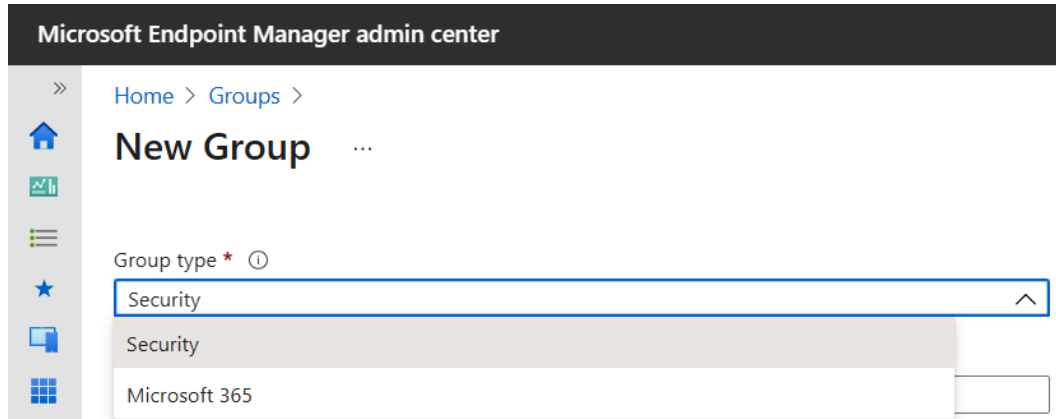 Microsoft Endpoint Manager admin center
Home > Groups >
New Group ...
Group type * 
Security
Security
Microsoft 365